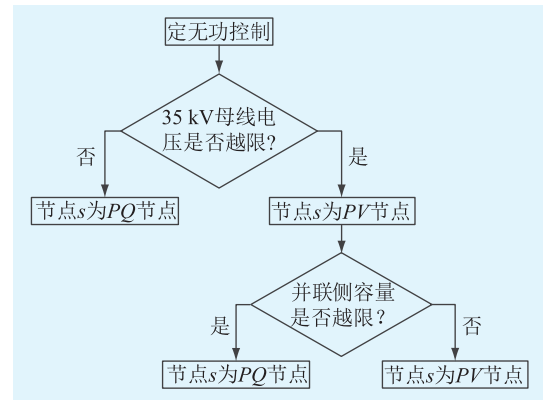 定无功控制
35 kV母线电
压是否越限?
否
是
节点s为PQ节点
节点s为PV节点
并联侧容量
是否越限？
是
否
节点s为PQ节点
节点s为PV节点